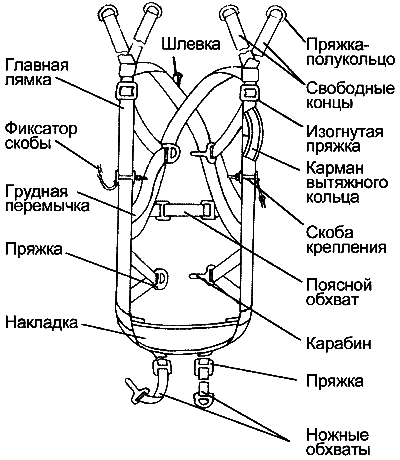 Шлевка
Главная
лямка
Фиксатор
скобы
Грудная
перемычка
Пряжка
Накладка
Пряжка-
полукольцо
Свободные
концы
Изогнутая
пряжка
Карман
вытяжного
кольца
Скоба
крепления
Поясной
обхват
Карабин
Пряжка
Ножные
обхваты